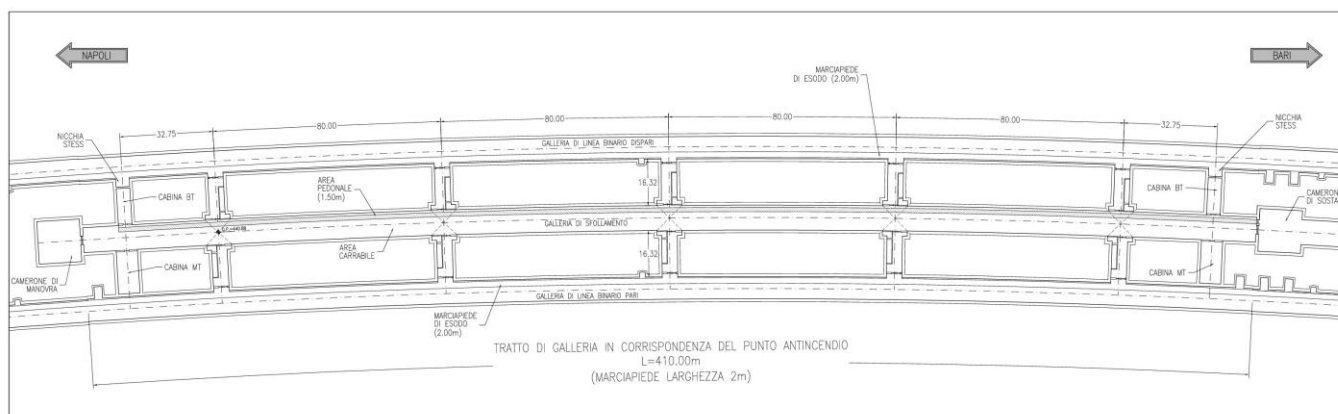 NAPOLI
BARI
MARCIAPIEDE
DI ESODO (2.00m)
NICCHIA
STESS
32.75
80.00
80.00
80.00
80.00
32.75
NICCHIA
STESS
GALLERIA DI LINEA BINARIO DISPARI
CABINA BT
AREA
PEDONALE
(1.50m)
16.32
CABINA BT
CAMERONE
DI SOSTA
GALLERIA DI SFOLLAMENTO
AREA
CARRABILE
16.32
CABINA MT
CABINA MT
CAMERONE DI
MANOVRA
GALLERIA DI LINEA BINARIO PARI
MARCIAPIEDE
DI ESODO
(2.00m)
TRATTO DI GALLERIA IN CORRISPONDENZA DEL PUNTO ANTINCENDIO
L=410.00m
(MARCIAPIEDE LARGHEZZA 2m)